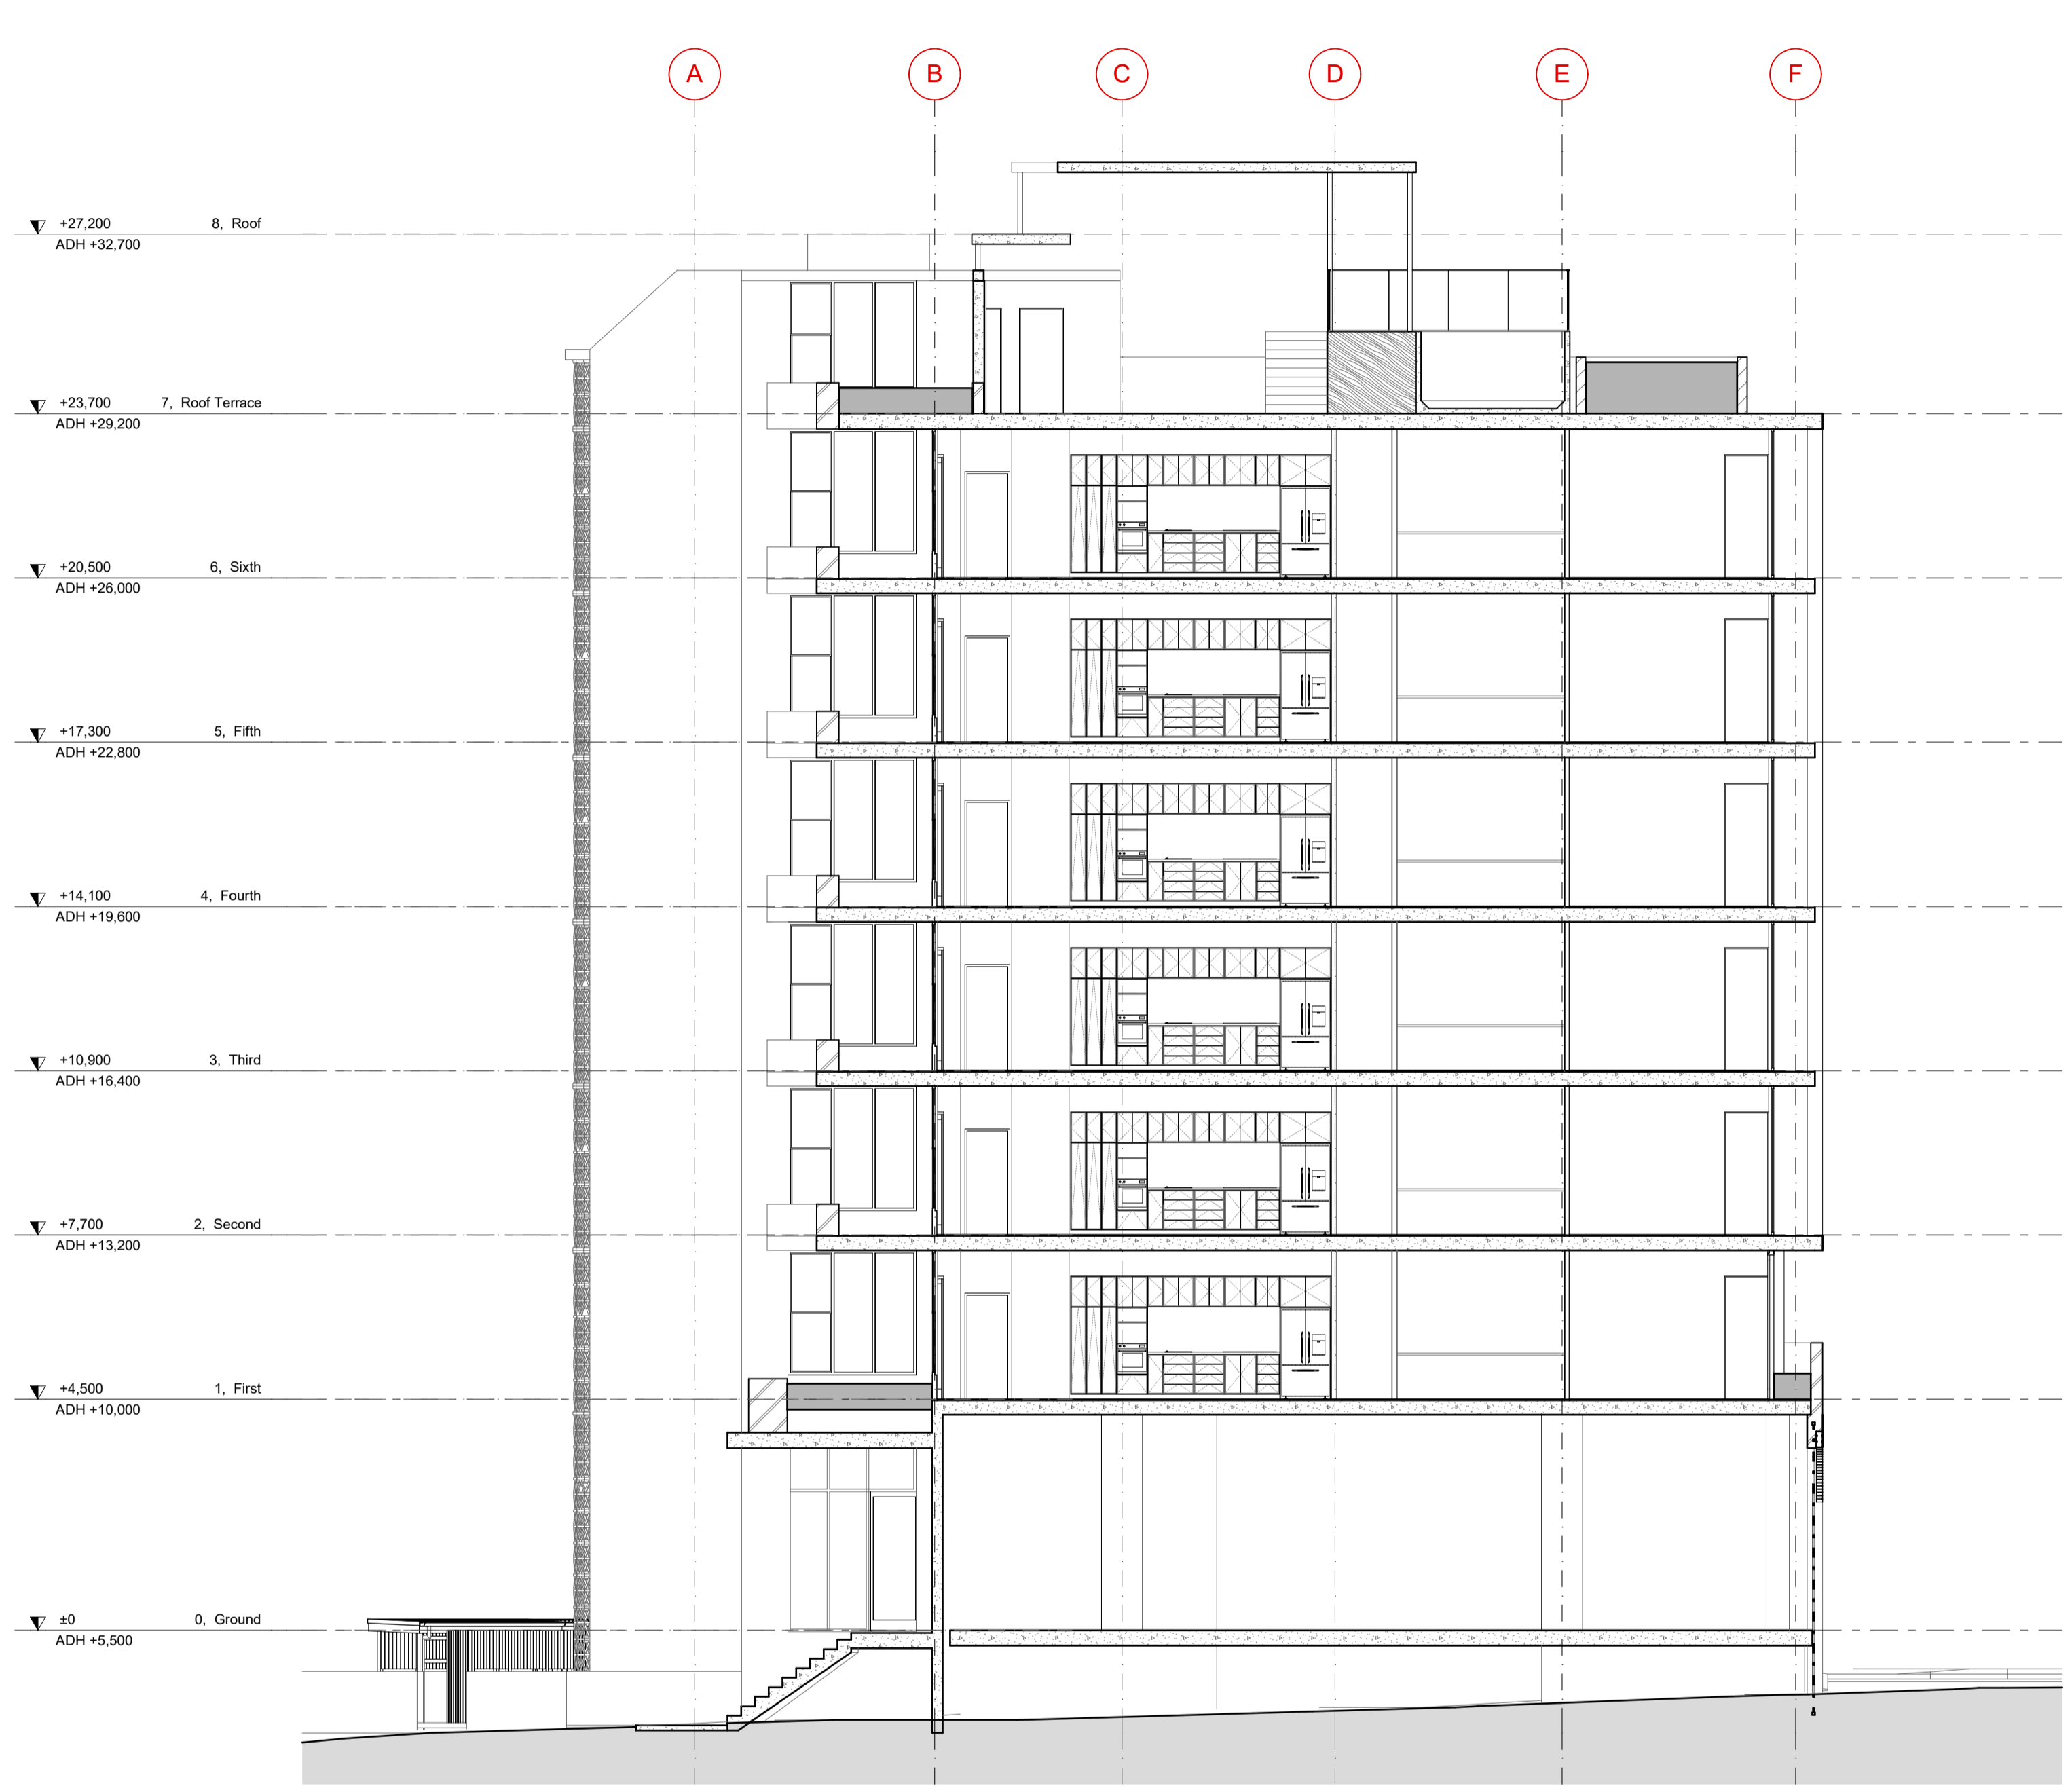 A B C D E F
+27,200 8, Roof
ADH +32,700
+23,700 7, Roof Terrace
ADH +29,200
+20,500 6, Sixth
ADH +26,000
+17,300 5, Fifth
ADH +22,800
+14,100 4, Fourth
ADH +19,600
+10,900 3, Third
ADH +16,400
+7,700 2, Second
ADH +13,200
+4,500 1, First
ADH +10,000
±0 0, Ground
ADH +5,500